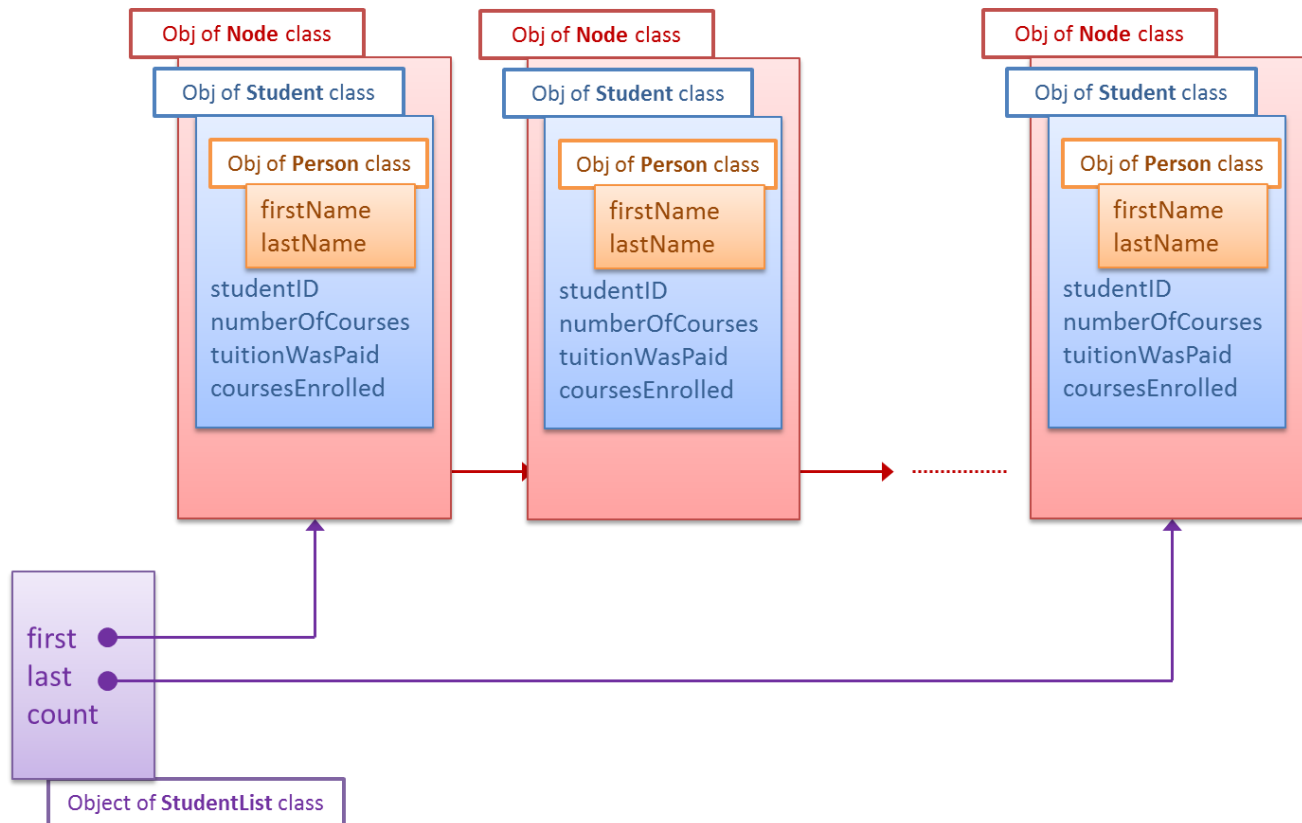 Obj of Node class
Obj of Student class
Obj of Person class
firstName
lastName
studentID
numberOfCourses
tuitionWasPaid
coursesEnrolled
Obj of Node class
Obj of Student class
Obj of Person class
firstName
lastName
studentID
numberOfCourses
tuitionWasPaid
coursesEnrolled
Obj of Node class
Obj of Student class
Obj of Person class
firstName
lastName
studentID
numberOfCourses
tuitionWasPaid
coursesEnrolled
first
last
count
Object of StudentList class